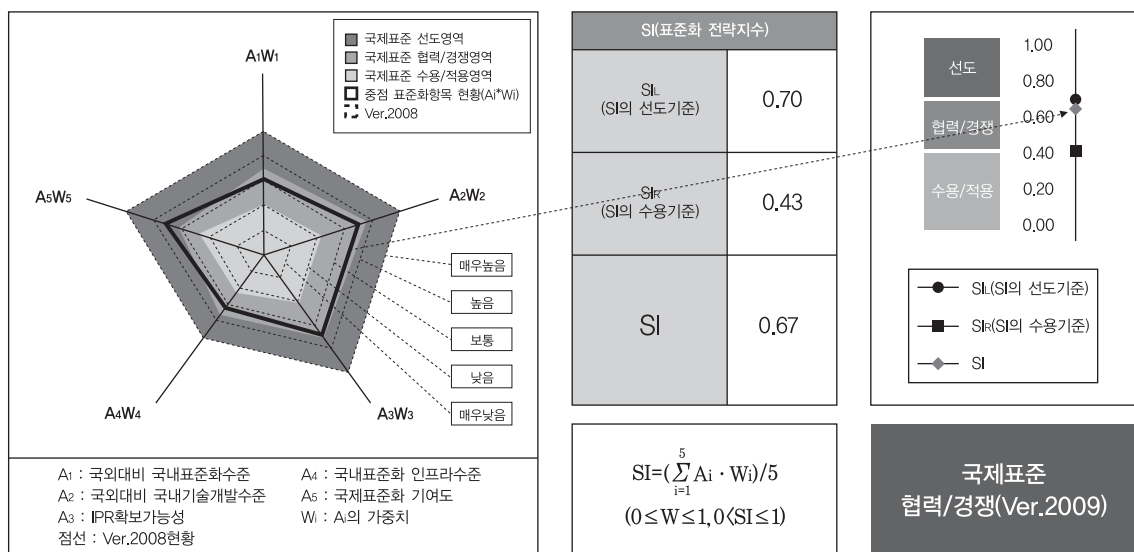 국제표준 선도영역
국제표준 협력/경쟁영역
국제표준 수용/적용영역
중점 표준화항목 현황(Ai*Wi)
Ver.2008
A₁W₁
A₂W₂
A₃W₃
A₄W₄
A₅W₅
매우높음
높음
보통
낮음
매우낮음
A₁ : 국외대비 국내표준화수준
A₂ : 국외대비 국내기술개발수준
A₃ : IPR확보가능성
점선 : Ver.2008현황
A₄ : 국내표준화 인프라수준
A₅ : 국제표준화 기여도
Wᵢ : Aᵢ의 가중치
SI(표준화 전략지수)
SIL
(SI의 선도기준)
0.70
SIR
(SI의 수용기준)
0.43
SI
0.67
SI=(5∑i=1 Ai · Wi)/5
(0≤W≤1, 0<SI≤1)
선도
협력/경쟁
수용/적용
1.00
0.80
0.60
0.40
0.20
0.00
SIL(SI의 선도기준)
SIR(SI의 수용기준)
SI
국제표준
협력/경쟁(Ver.2009)